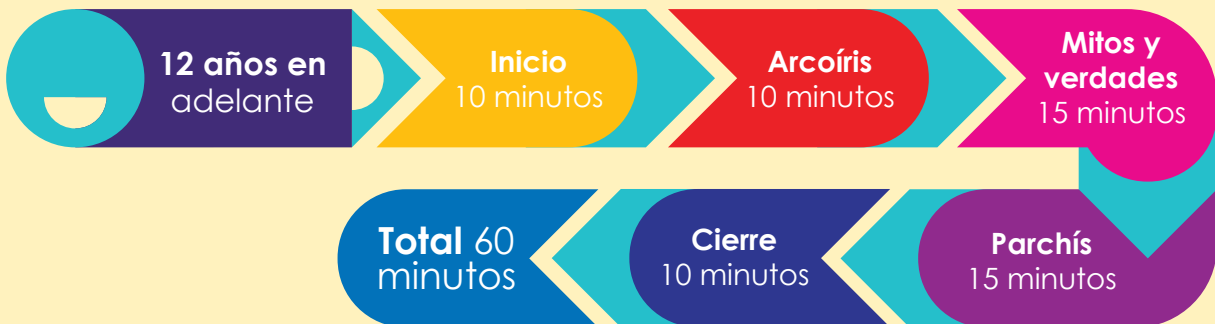 12 años en
adelante
Inicio
10 minutos
Arcoíris
10 minutos
Mitos y
verdades
15 minutos
Parchís
15 minutos
Cierre
10 minutos
Total 60
minutos